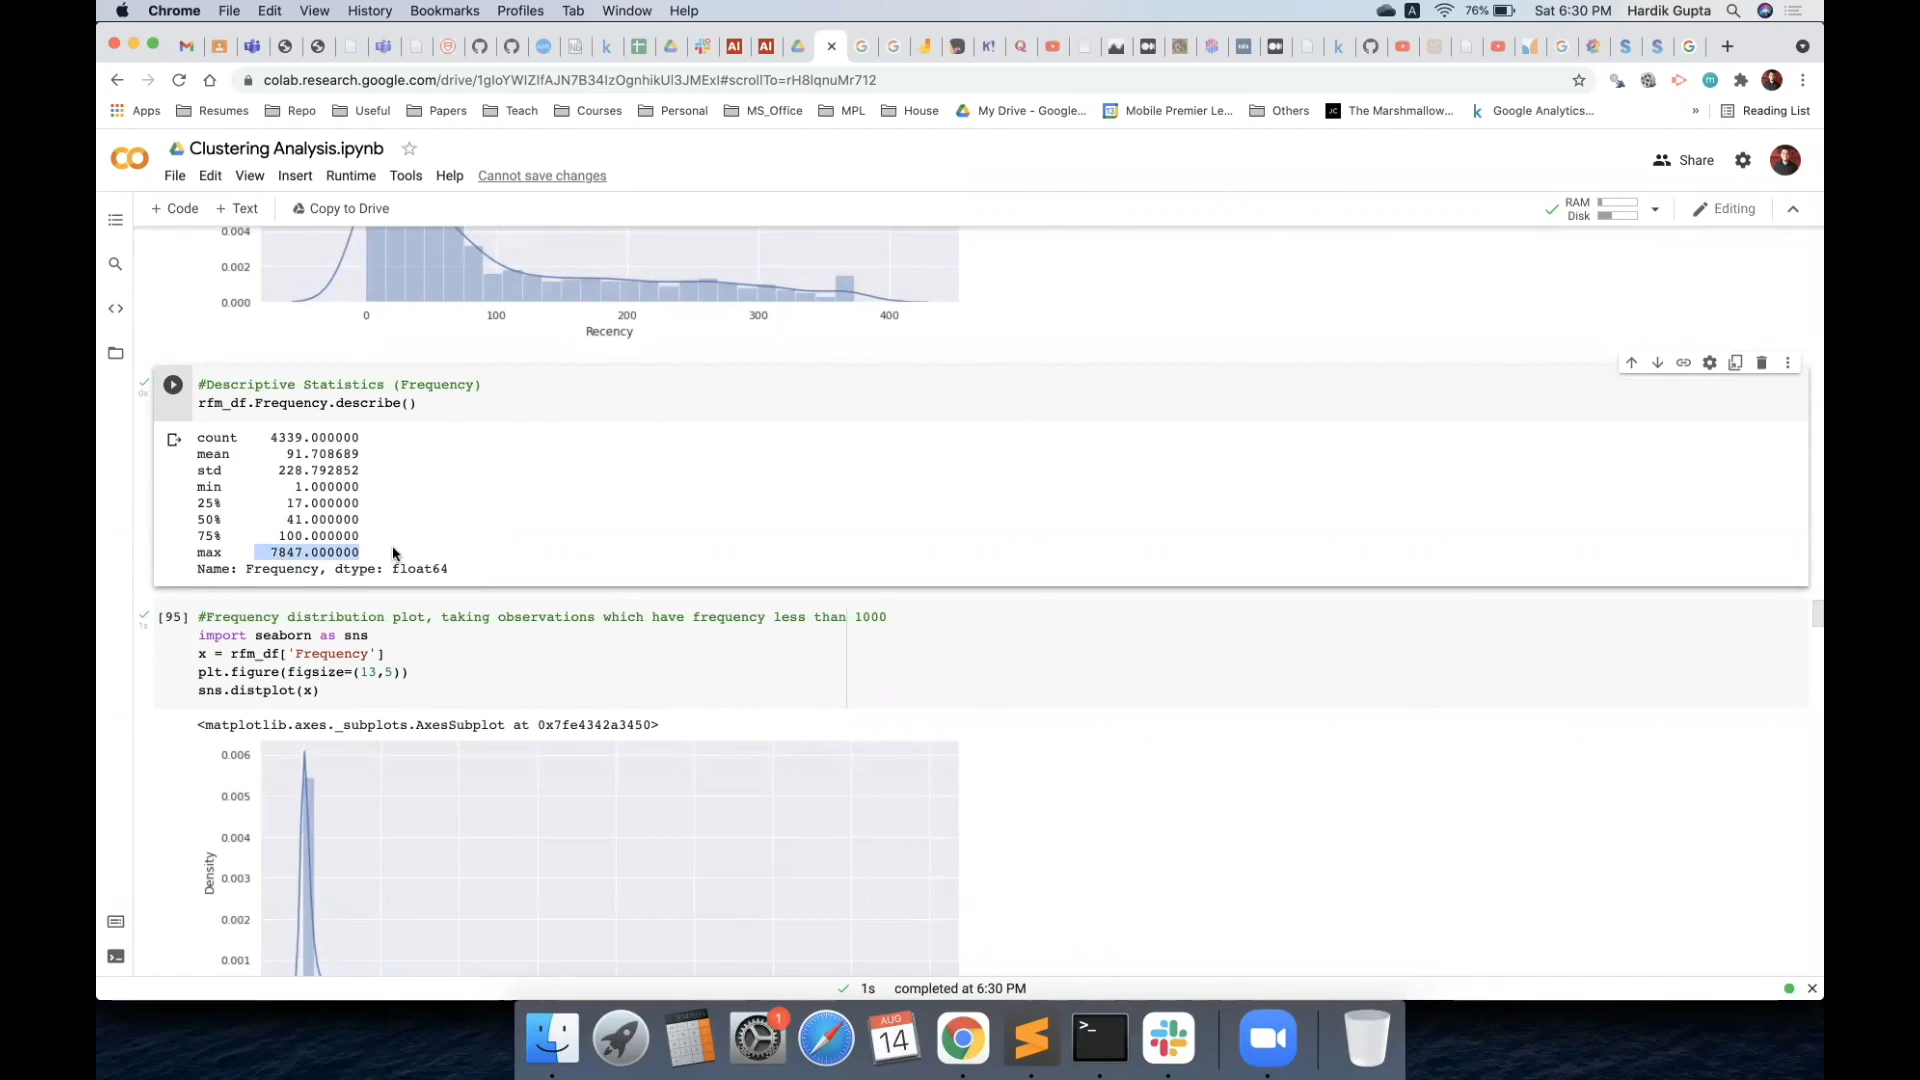 Chrome File Edit View History Bookmarks Profiles Tab Window Help A 76% Sat 6:30 PM Hardik Gupta
colab.research.google.com/drive/1gIoYWIZIfAJN7B34IzOgnhikUl3JMExI#scrollTo=rH8lqnuMr712
Apps Resumes Repo Useful Papers Teach Courses Personal MS_Office MPL House My Drive - Google... Mobile Premier Le... Others The Marshmallow... Google Analytics... » Reading List
CO Clustering Analysis.ipynb
Share
File Edit View Insert Runtime Tools Help Cannot save changes
+ Code + Text Copy to Drive RAM Disk Editing
0.004
0.002
0.000
0 100 200 300 400
Recency
#Descriptive Statistics (Frequency)
0s
rfm_df.Frequency.describe()
count 4339.000000
mean 91.708689
std 228.792852
min 1.000000
25% 17.000000
50% 41.000000
75% 100.000000
max 7847.000000
Name: Frequency, dtype: float64
[95] #Frequency distribution plot, taking observations which have frequency less than 1000
1s
import seaborn as sns
x = rfm_df['Frequency']
plt.figure(figsize=(13,5))
sns.distplot(x)
<matplotlib.axes._subplots.AxesSubplot at 0x7fe4342a3450>
0.006
0.005
0.004
0.003
0.002
0.001
Density
1s completed at 6:30 PM
1
AUG
14